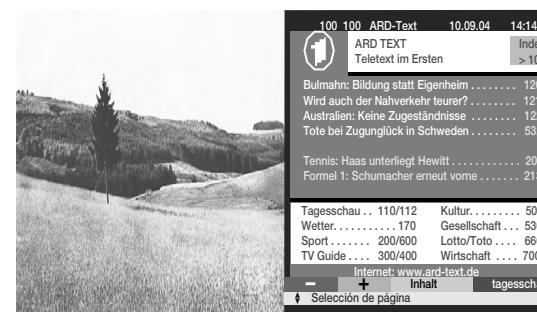 100 100 ARD-Text 10.09.04 14:14
ARD TEXT
Teletext im Ersten
Bulmahn: Bildung statt Eigenheim . . . . . . .
Wird auch der Nahverkehr teurer? . . . . . . . .
Australien: Keine Zugeständnisse . . . . . . .
Tote bei Zugunglück in Schweden . . . . . . .
Tennis: Haas unterliegt Hewitt . . . . . . . . . . .
Formel 1: Schumacher erneut vorne . . . . . .
Tagesschau . . 110/112 Kultur. . . . . . . .
Wetter. . . . . . . . . . 170 Gesellschaft . . .
Sport . . . . . . . 200/600 Lotto/Toto . . . .
TV Guide . . . . 300/400 Wirtschaft . . . . 700
Internet: www.ard-text.de
− + Inhalt
Selección de página